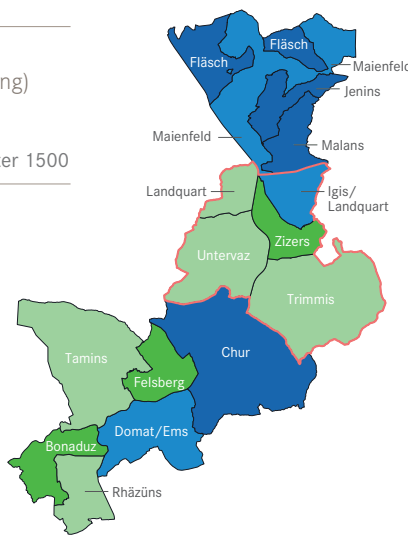 ng)
ter 1500
Fläsch
Fläsch
Maienfeld
Jenins
Maienfeld
Malans
Landquart
Igis/
Landquart
Zizers
Untervaz
Trimmis
Chur
Tamins
Felsberg
Domat/Ems
Bonaduz
Rhäzüns